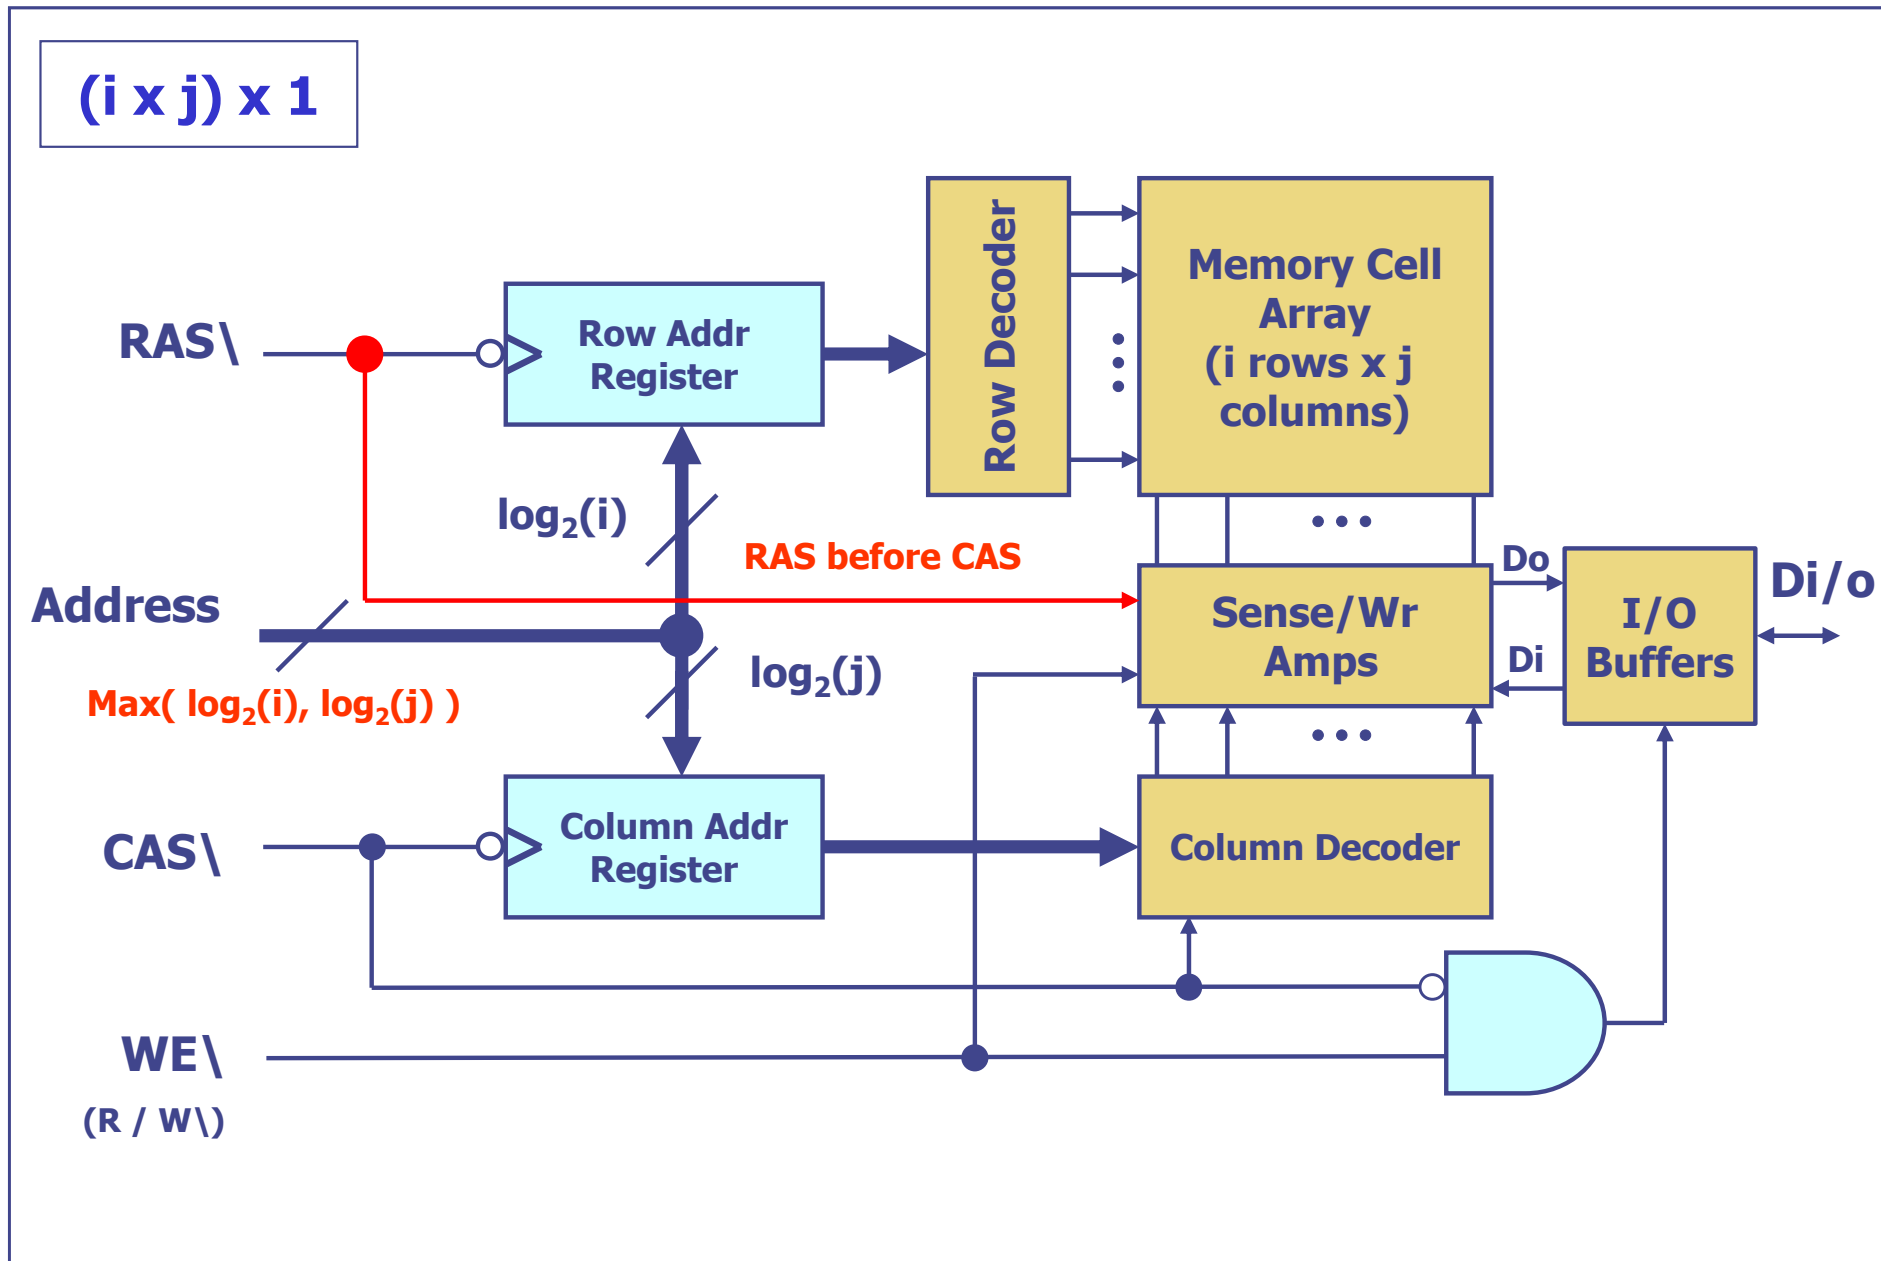 (i x j) x 1
RAS\
Row Addr
Register
Row Decoder
Memory Cell
Array
(i rows x j
columns)
log₂(i)
RAS before CAS
Address
Max( log₂(i), log₂(j) )
log₂(j)
Sense/Wr
Amps
Do
Di
I/O
Buffers
Di/o
CAS\
Column Addr
Register
Column Decoder
WE\
(R / W\)